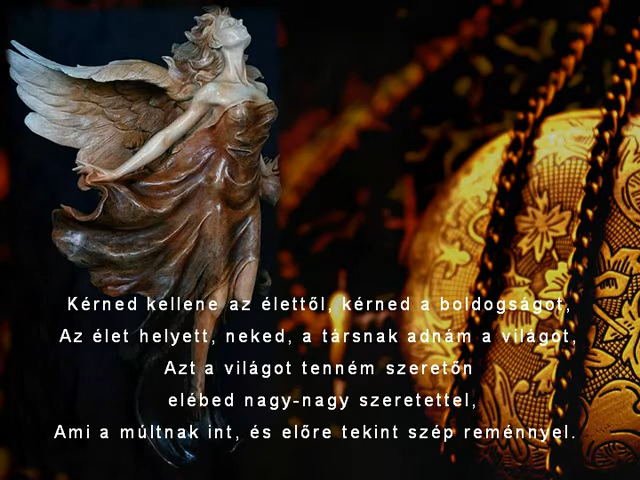 Kérned kellene az élettől, kérned a boldogságot,
Az élet helyett, neked, a társnak adnám a világot,
Azt a világot tenném szeretőn
elébed nagy-nagy szeretettel,
Ami a múltnak int, és előre tekint szép reménnyel.